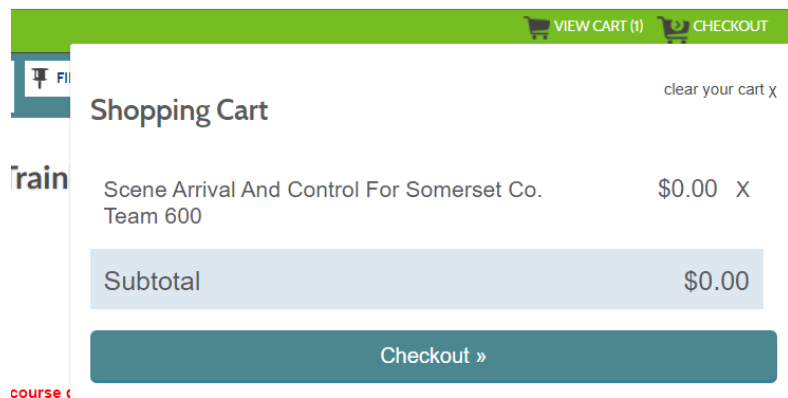 VIEW CART (1) CHECKOUT
clear your cart x
Shopping Cart
Scene Arrival And Control For Somerset Co. $0.00 X
Team 600
Subtotal $0.00
Checkout »
course